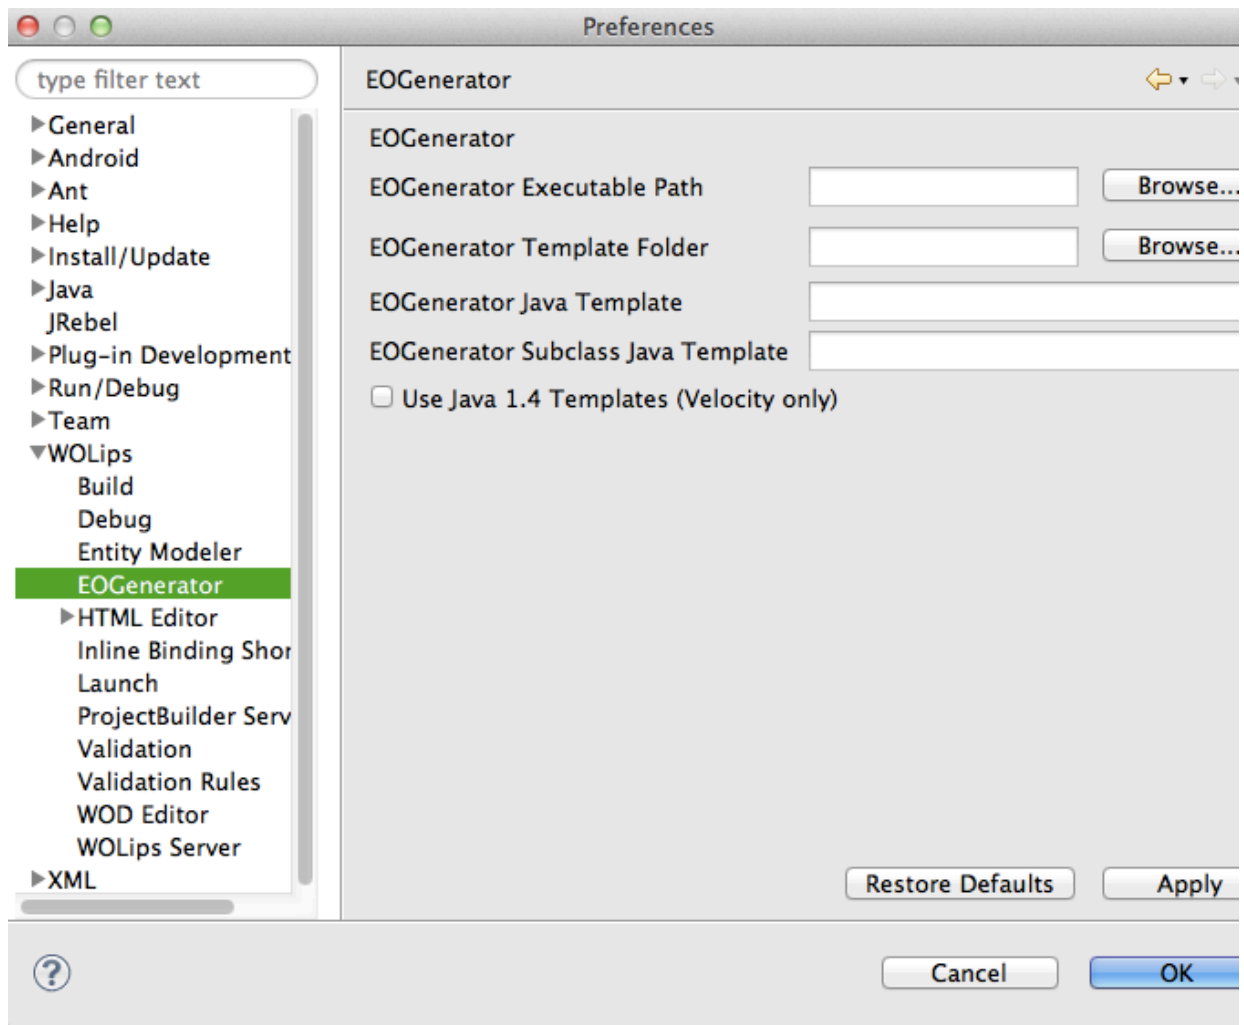 Preferences
type filter text
General
Android
Ant
Help
Install/Update
Java
JRebel
Plug-in Development
Run/Debug
Team
WOLips
Build
Debug
Entity Modeler
EOGenerator
HTML Editor
Inline Binding Shor
Launch
ProjectBuilder Serv
Validation
Validation Rules
WOD Editor
WOLips Server
XML
EOGenerator
EOGenerator
EOGenerator Executable Path
Browse...
EOGenerator Template Folder
Browse...
EOGenerator Java Template
EOGenerator Subclass Java Template
Use Java 1.4 Templates (Velocity only)
Restore Defaults
Apply
?
Cancel
OK